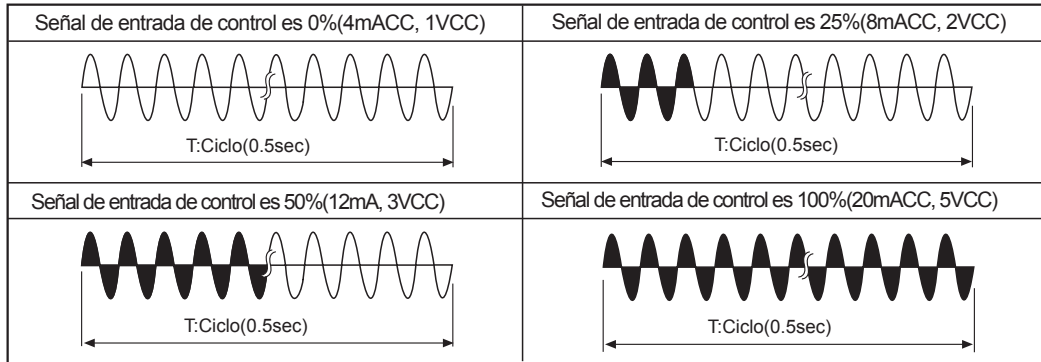 Señal de entrada de control es 0%(4mACC, 1VCC)
T:Ciclo(0.5sec)
Señal de entrada de control es 25%(8mACC, 2VCC)
T:Ciclo(0.5sec)
Señal de entrada de control es 50%(12mA, 3VCC)
T:Ciclo(0.5sec)
Señal de entrada de control es 100%(20mACC, 5VCC)
T:Ciclo(0.5sec)